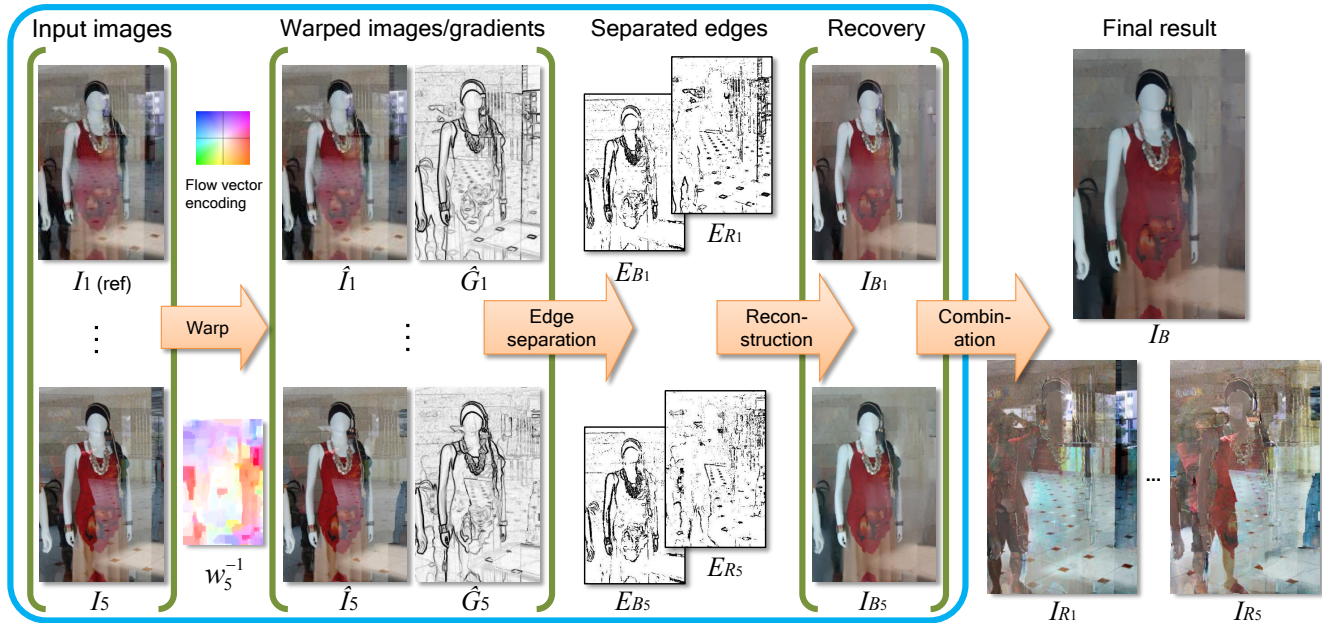 Input images
Warped images/gradients
Separated edges
Recovery
Final result
Flow vector
encoding
I1 (ref)
Î1
Ĝ1
EB1
ER1
IB1
IB
Warp
Edge
separation
Recon-
struction
Combin-
ation
⋮
⋮
...
I5
w5^-1
Î5
Ĝ5
EB5
ER5
IB5
IR1
IR5